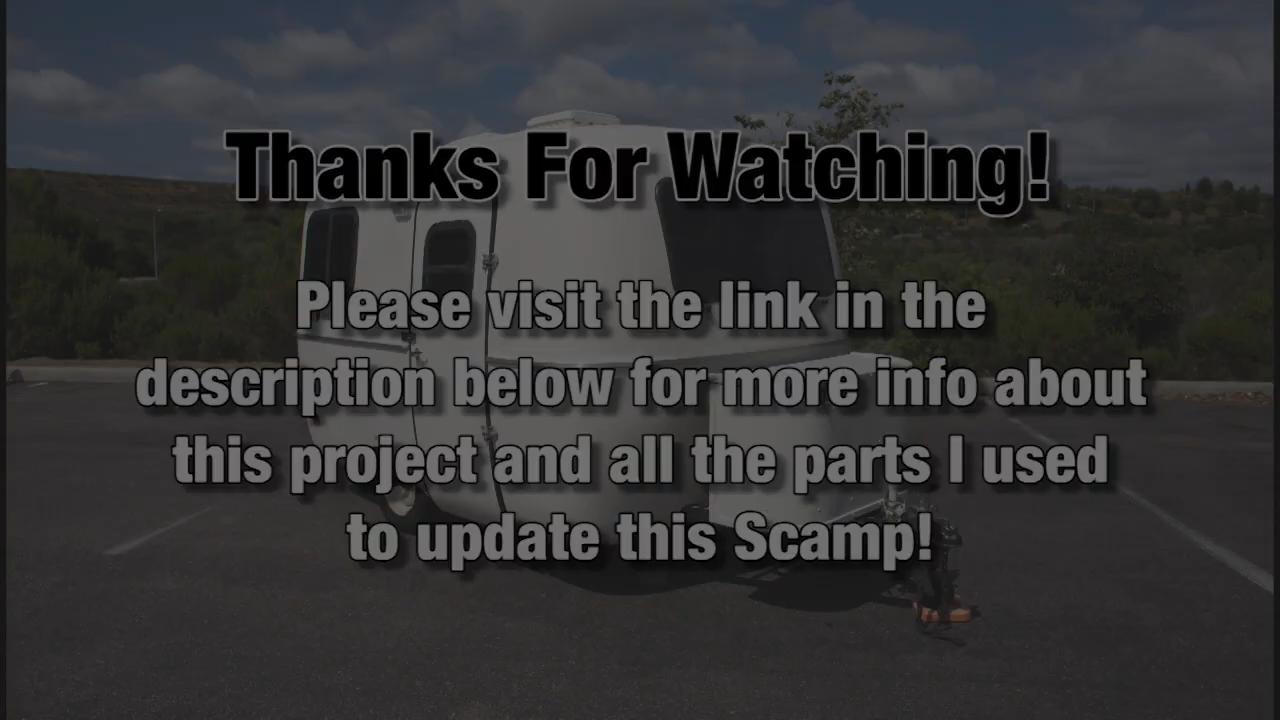 Thanks For Watching!
Please visit the link in the
description below for more info about
this project and all the parts I used
to update this Scamp!